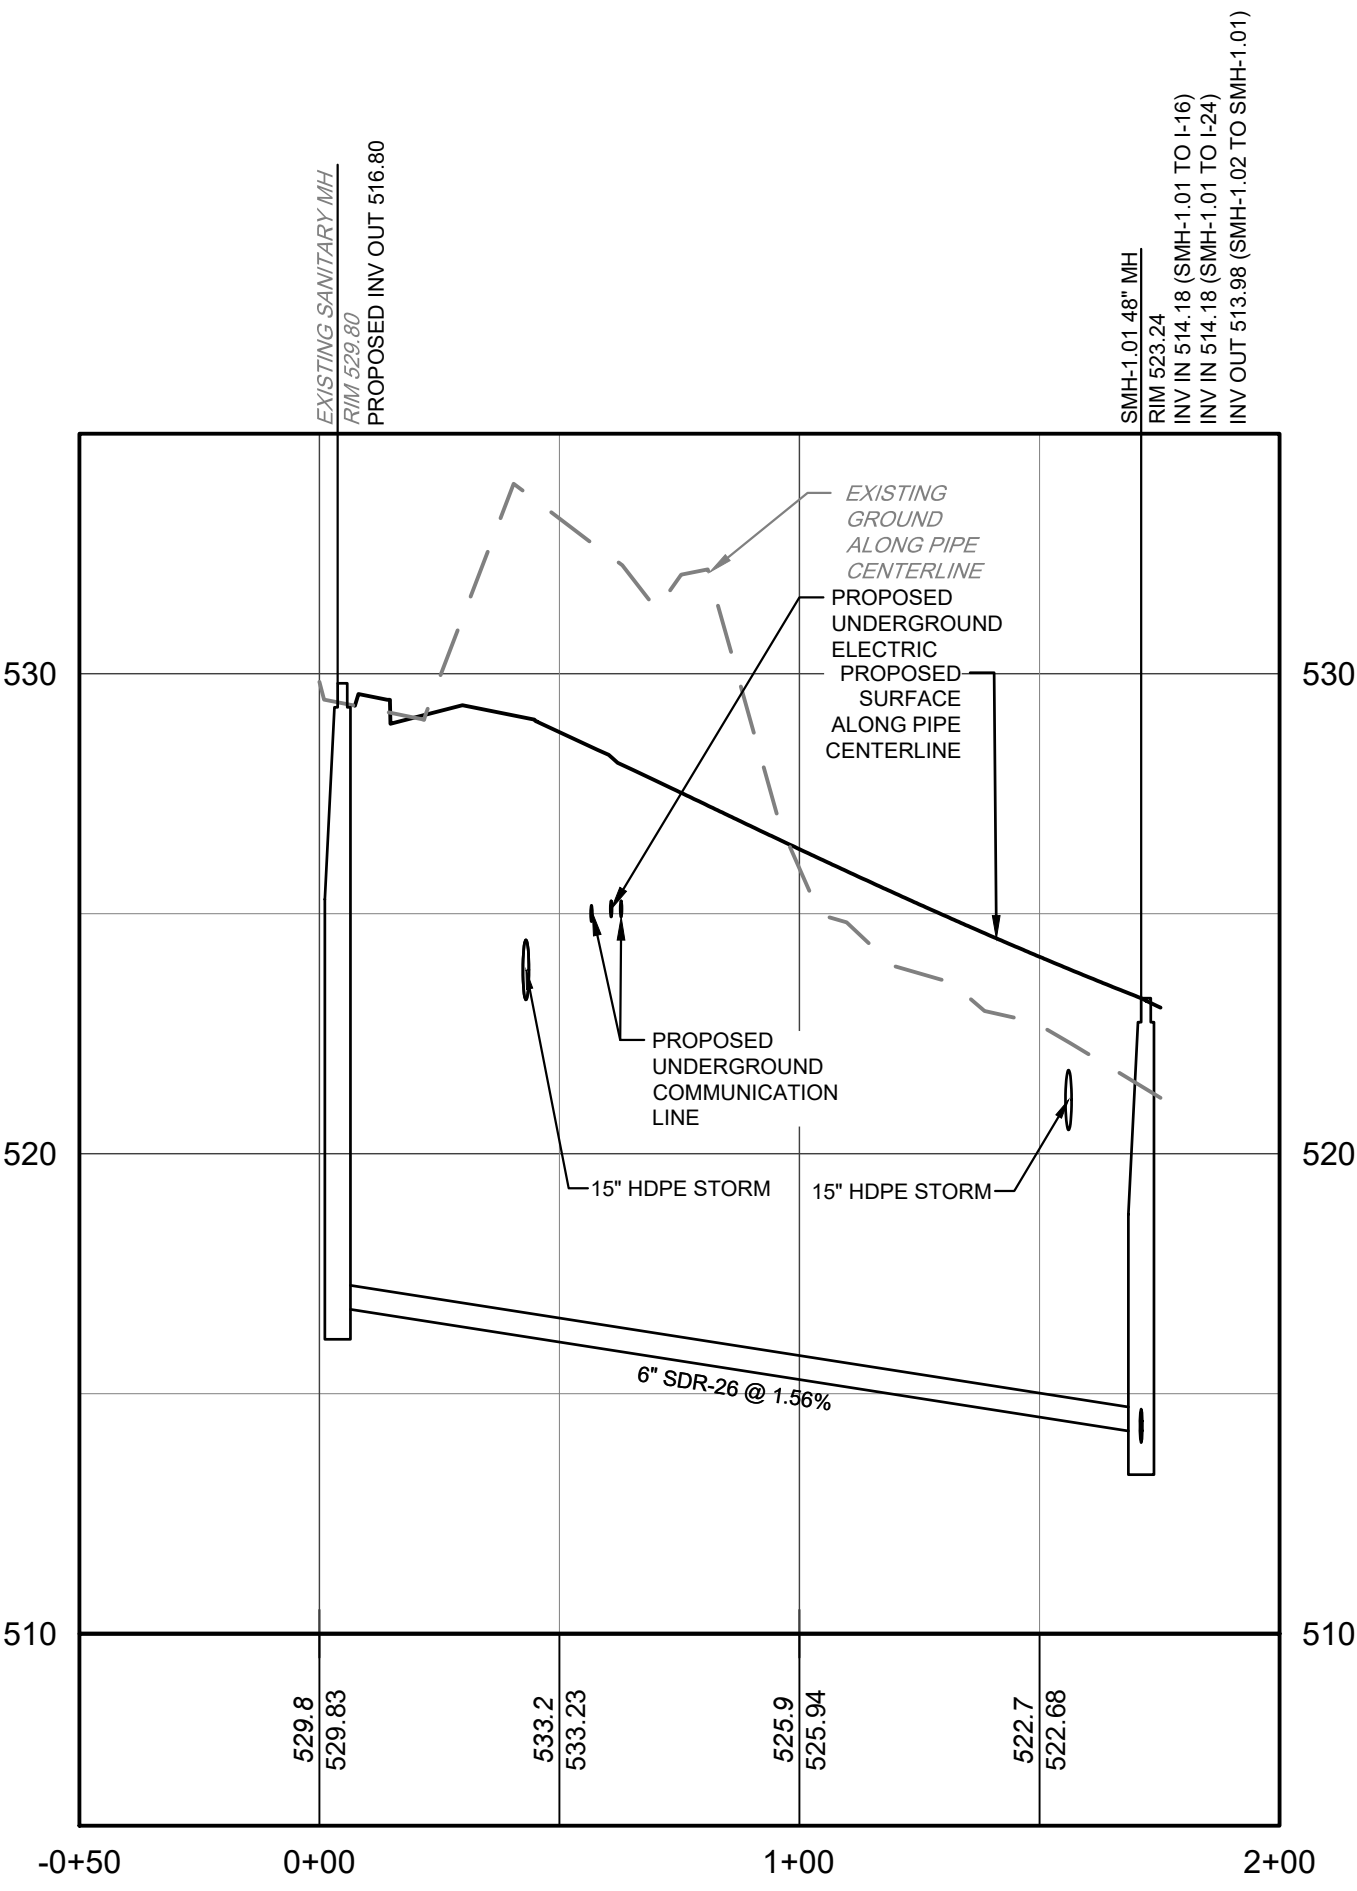 EXISTING SANITARY MH
RIM 529.80
PROPOSED INV OUT 516.80
SMH-1.01 48" MH
RIM 523.24
INV IN 514.18 (SMH-1.01 TO I-16)
INV IN 514.18 (SMH-1.01 TO I-24)
INV OUT 513.98 (SMH-1.02 TO SMH-1.01)
EXISTING
GROUND
ALONG PIPE
CENTERLINE
PROPOSED
UNDERGROUND
ELECTRIC
PROPOSED
SURFACE
ALONG PIPE
CENTERLINE
530
530
PROPOSED
UNDERGROUND
COMMUNICATION
LINE
520
520
15" HDPE STORM
15" HDPE STORM
6" SDR-26 @ 1.56%
510
510
529.8
529.83
533.2
533.23
525.9
525.94
522.7
522.68
-0+50
0+00
1+00
2+00